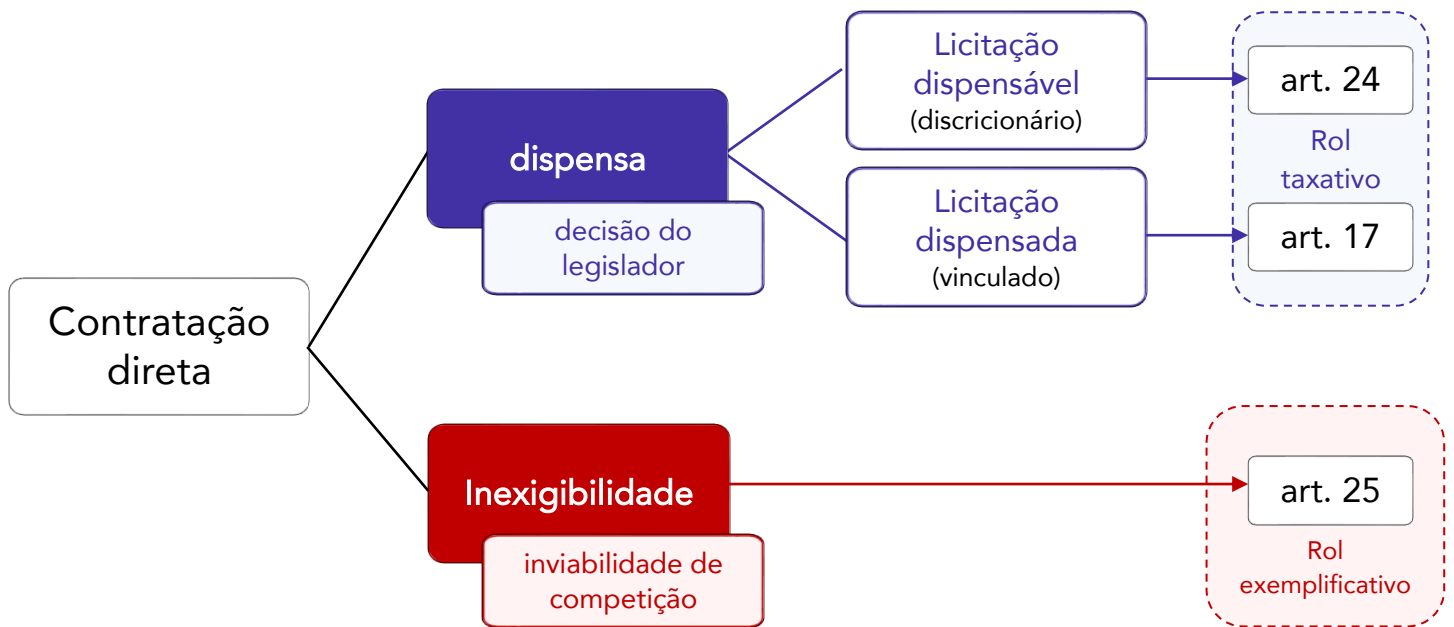 Contratação
direta
dispensa
decisão do
legislador
Licitação
dispensável
(discricionário)
art. 24
Rol
taxativo
Licitação
dispensada
(vinculado)
art. 17
Inexigibilidade
inviabilidade de
competição
art. 25
Rol
exemplificativo